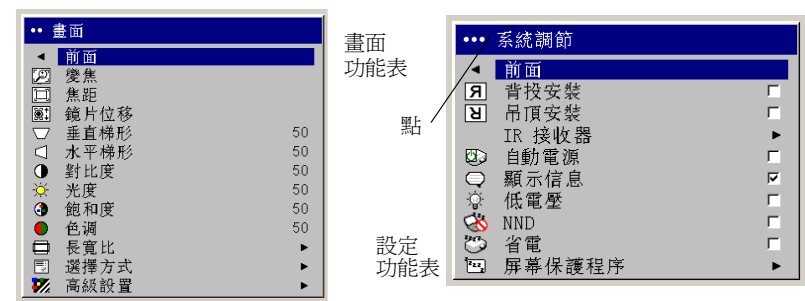 •• 畫面
前面
變焦
焦距
鏡片位移
垂直梯形 50
水平梯形 50
對比度 50
光度 50
飽和度 50
色调 50
長寬比
選擇方式
高級設置
畫面
功能表
點
設定
功能表
••• 系統調節
前面
背投安裝
吊頂安裝
IR 接收器
自動電源
顯示信息
低電壓
NND
省電
屏幕保護程序